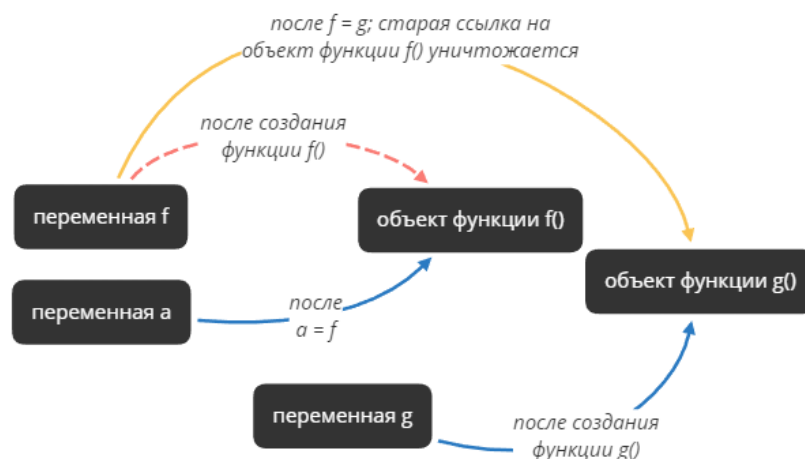 после f = g; старая ссылка на
объект функции f() уничтожается
после создания
функции f()
переменная f
объект функции f()
объект функции g()
переменная a
после
a = f
переменная g
после создания
функции g()